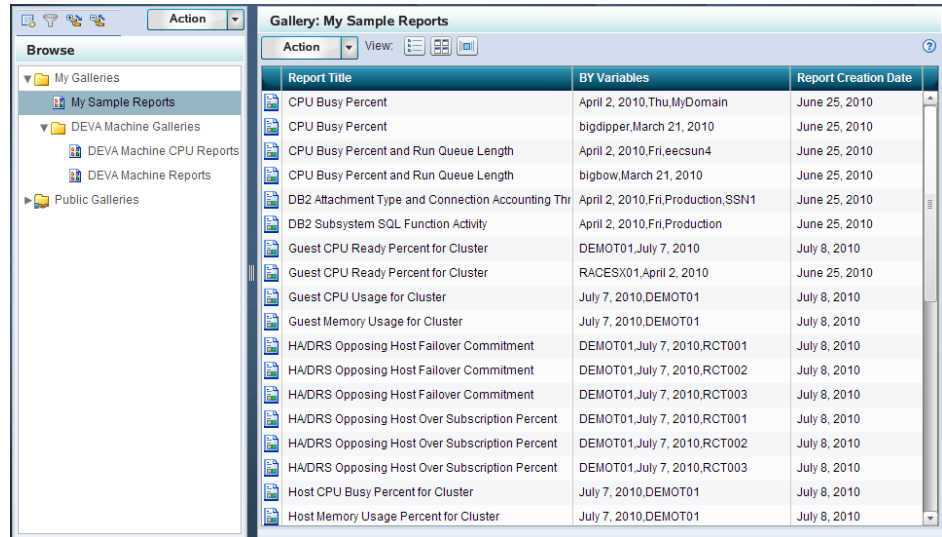 Action
Browse
My Galleries
My Sample Reports
DEVA Machine Galleries
DEVA Machine CPU Reports
DEVA Machine Reports
Public Galleries
Gallery: My Sample Reports
Action View: ?
Report Title BY Variables Report Creation Date
CPU Busy Percent April 2, 2010,Thu,MyDomain June 25, 2010
CPU Busy Percent bigdipper,March 21, 2010 June 25, 2010
CPU Busy Percent and Run Queue Length April 2, 2010,Fri,eecsun4 June 25, 2010
CPU Busy Percent and Run Queue Length bigbow,March 21, 2010 June 25, 2010
DB2 Attachment Type and Connection Accounting Thr April 2, 2010,Fri,Production,SSN1 June 25, 2010
DB2 Subsystem SQL Function Activity April 2, 2010,Fri,Production June 25, 2010
Guest CPU Ready Percent for Cluster DEMOT01,July 7, 2010 July 8, 2010
Guest CPU Ready Percent for Cluster RACESX01,April 2, 2010 June 25, 2010
Guest CPU Usage for Cluster July 7, 2010,DEMOT01 July 8, 2010
Guest Memory Usage for Cluster July 7, 2010,DEMOT01 July 8, 2010
HA/DRS Opposing Host Failover Commitment DEMOT01,July 7, 2010,RCT001 July 8, 2010
HA/DRS Opposing Host Failover Commitment DEMOT01,July 7, 2010,RCT002 July 8, 2010
HA/DRS Opposing Host Failover Commitment DEMOT01,July 7, 2010,RCT003 July 8, 2010
HA/DRS Opposing Host Over Subscription Percent DEMOT01,July 7, 2010,RCT001 July 8, 2010
HA/DRS Opposing Host Over Subscription Percent DEMOT01,July 7, 2010,RCT002 July 8, 2010
HA/DRS Opposing Host Over Subscription Percent DEMOT01,July 7, 2010,RCT003 July 8, 2010
Host CPU Busy Percent for Cluster July 7, 2010,DEMOT01 July 8, 2010
Host Memory Usage Percent for Cluster July 7, 2010,DEMOT01 July 8, 2010